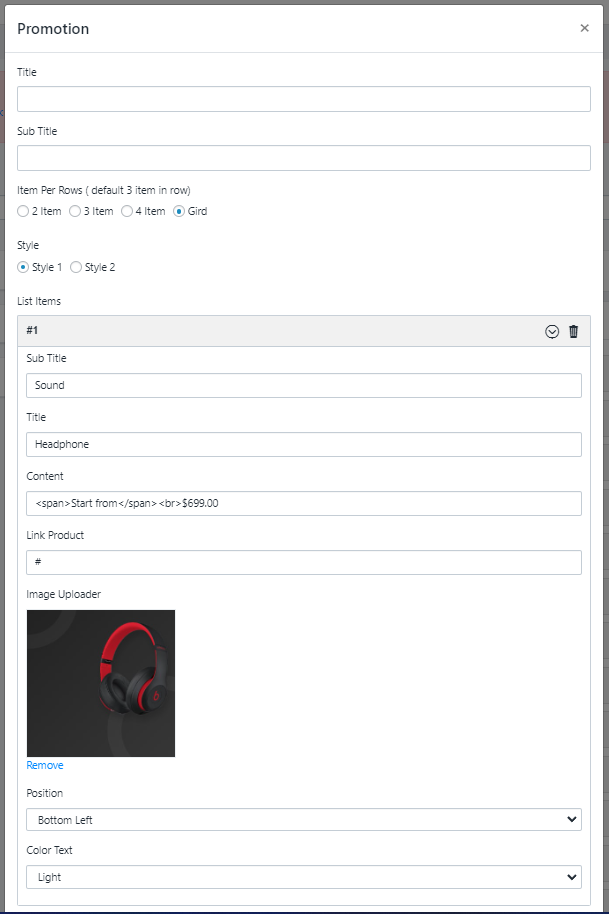 Promotion
×
Title
Sub Title
Item Per Rows ( default 3 item in row)
2 Item 3 Item 4 Item Gird
Style
Style 1 Style 2
List Items
#1
Sub Title
Sound
Title
Headphone
Content
<span>Start from</span><br>$699.00
Link Product
#
Image Uploader
Remove
Position
Bottom Left
Color Text
Light